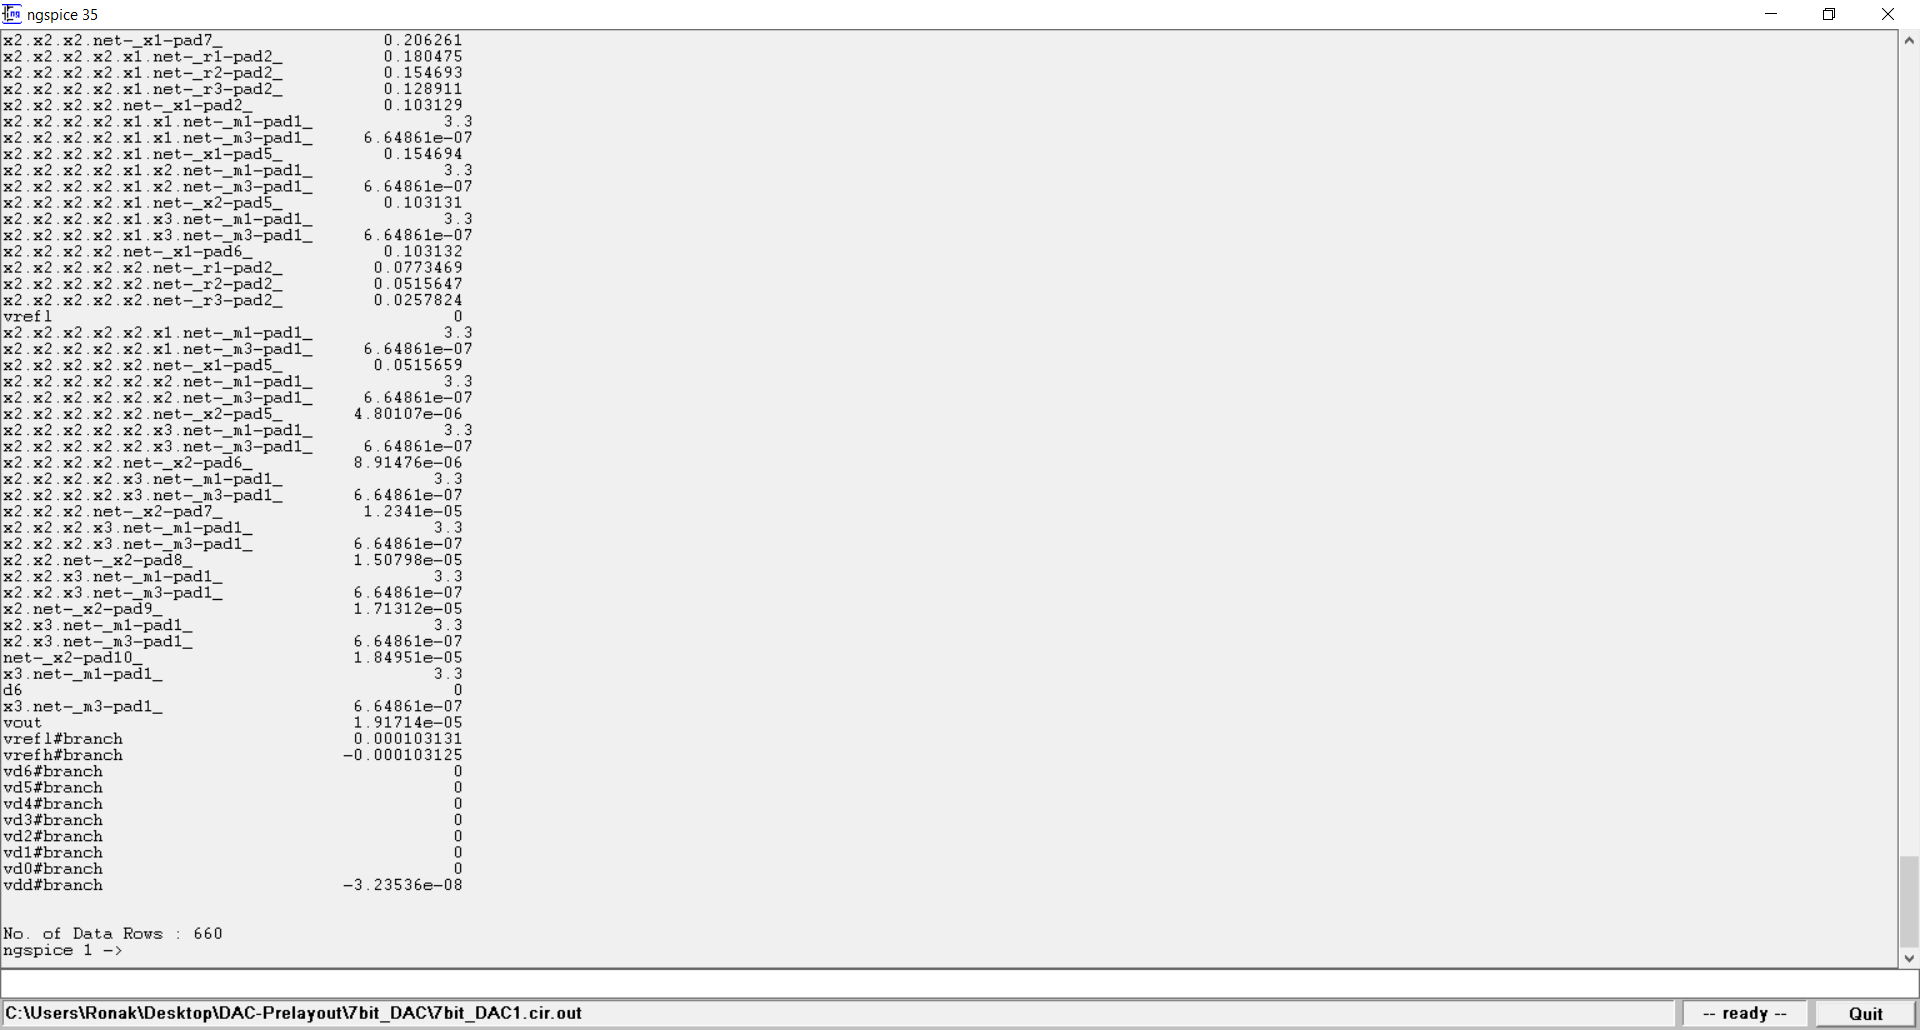 ngspice 35
x2.x2.x2.net-_x1-pad7_ 0.206261
x2.x2.x2.x2.x1.net-_r1-pad2_ 0.180475
x2.x2.x2.x2.x1.net-_r2-pad2_ 0.154693
x2.x2.x2.x2.x1.net-_r3-pad2_ 0.128911
x2.x2.x2.x2.net-_x1-pad2_ 0.103129
x2.x2.x2.x2.x1.x1.net-_m1-pad1_ 3.3
x2.x2.x2.x2.x1.x1.net-_m3-pad1_ 6.64861e-07
x2.x2.x2.x2.x1.net-_x1-pad5_ 0.154694
x2.x2.x2.x2.x1.x2.net-_m1-pad1_ 3.3
x2.x2.x2.x2.x1.x2.net-_m3-pad1_ 6.64861e-07
x2.x2.x2.x2.x1.net-_x2-pad5_ 0.103131
x2.x2.x2.x2.x1.x3.net-_m1-pad1_ 3.3
x2.x2.x2.x2.x1.x3.net-_m3-pad1_ 6.64861e-07
x2.x2.x2.x2.net-_x1-pad6_ 0.103132
x2.x2.x2.x2.x2.net-_r1-pad2_ 0.0773469
x2.x2.x2.x2.x2.net-_r2-pad2_ 0.0515647
x2.x2.x2.x2.x2.net-_r3-pad2_ 0.0257824
vrefl 0
x2.x2.x2.x2.x2.x1.net-_m1-pad1_ 3.3
x2.x2.x2.x2.x2.x1.net-_m3-pad1_ 6.64861e-07
x2.x2.x2.x2.x2.net-_x1-pad5_ 0.0515659
x2.x2.x2.x2.x2.x2.net-_m1-pad1_ 3.3
x2.x2.x2.x2.x2.x2.net-_m3-pad1_ 6.64861e-07
x2.x2.x2.x2.x2.net-_x2-pad5_ 4.80107e-06
x2.x2.x2.x2.x2.x3.net-_m1-pad1_ 3.3
x2.x2.x2.x2.x2.x3.net-_m3-pad1_ 6.64861e-07
x2.x2.x2.x2.net-_x2-pad6_ 8.91476e-06
x2.x2.x2.x2.x3.net-_m1-pad1_ 3.3
x2.x2.x2.x2.x3.net-_m3-pad1_ 6.64861e-07
x2.x2.x2.net-_x2-pad7_ 1.2341e-05
x2.x2.x2.x3.net-_m1-pad1_ 3.3
x2.x2.x2.x3.net-_m3-pad1_ 6.64861e-07
x2.x2.net-_x2-pad8_ 1.50798e-05
x2.x2.x3.net-_m1-pad1_ 3.3
x2.x2.x3.net-_m3-pad1_ 6.64861e-07
x2.net-_x2-pad9_ 1.71312e-05
x2.x3.net-_m1-pad1_ 3.3
x2.x3.net-_m3-pad1_ 6.64861e-07
net-_x2-pad10_ 1.84951e-05
x3.net-_m1-pad1_ 3.3
d6 0
x3.net-_m3-pad1_ 6.64861e-07
vout 1.91714e-05
vrefl#branch 0.000103131
vrefh#branch -0.000103125
vd6#branch 0
vd5#branch 0
vd4#branch 0
vd3#branch 0
vd2#branch 0
vd1#branch 0
vd0#branch 0
vdd#branch -3.23536e-08
No. of Data Rows : 660
ngspice 1 ->
C:\Users\Ronak\Desktop\DAC-Prelayout\7bit_DAC\7bit_DAC1.cir.out -- ready -- Quit